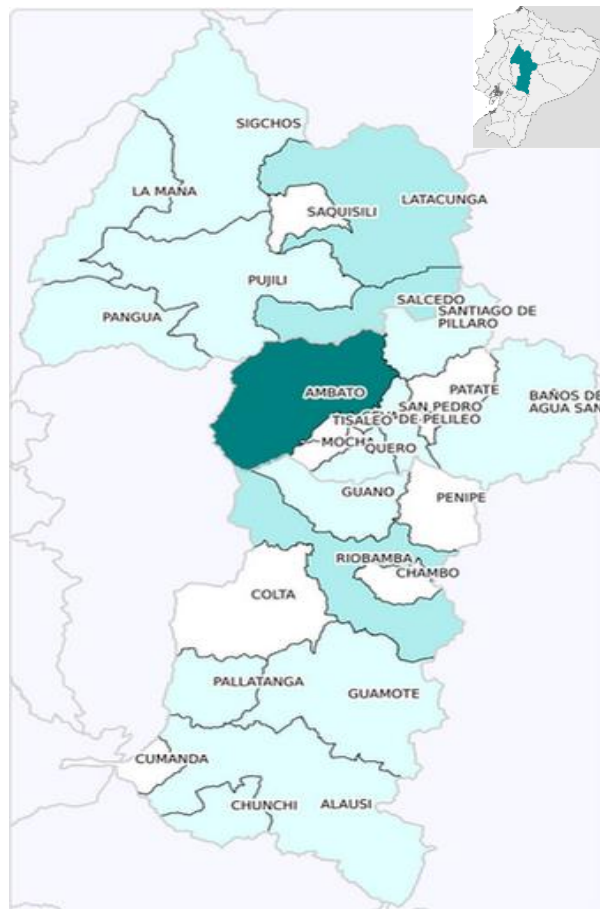 SIGCHOS
LA MAÑA
LATACUNGA
SAQUISILI
PUJILI
SALCEDO
SANTIAGO DE
PILLARO
PANGUA
AMBATO
PATATE
BAÑOS DE
AGUA SAN
SAN PEDRO
DE PELILEO
TISALEO
MOCHA
QUERO
GUANO
PENIPE
RIOBAMBA
CHAMBO
COLTA
PALLATANGA
GUAMOTE
CUMANDA
CHUNCHI
ALAUSI